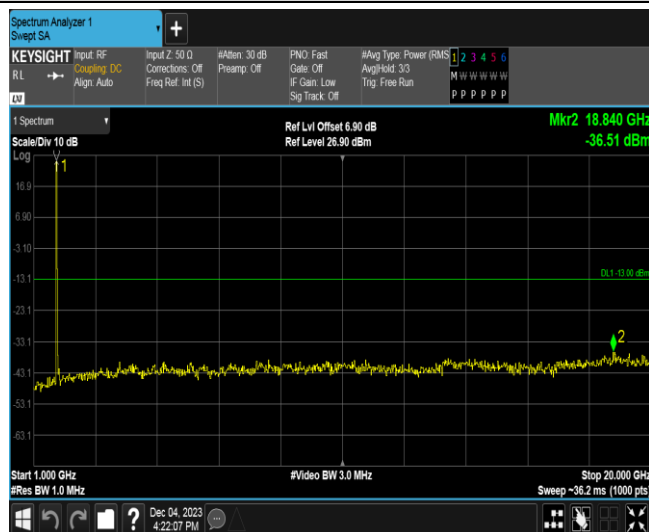 Spectrum Analyzer 1
Swept SA
+
KEYSIGHT Input: RF Input Z: 50 Ω #Atten: 30 dB PNO: Fast #Avg Type: Power (RMS 1 2 3 4 5 6
RL Coupling: DC Corrections: Off Preamp: Off Gate: Off Avg|Hold: 3/3 M W W W W W
Align: Auto Freq Ref: Int (S) IF Gain: Low Trig: Free Run
LXI Sig Track: Off P P P P P P
1 Spectrum Ref Lvl Offset 6.90 dB Mkr2 18.840 GHz
Scale/Div 10 dB Ref Level 26.90 dBm -36.51 dBm
Log
1
16.9
6.90
-3.10
-13.1 DL1 -13.00 dBm
-23.1
-33.1 2
-43.1
-53.1
-63.1
Start 1.000 GHz #Video BW 3.0 MHz Stop 20.000 GHz
#Res BW 1.0 MHz Sweep ~36.2 ms (1000 pts)
? Dec 04, 2023
4:22:07 PM